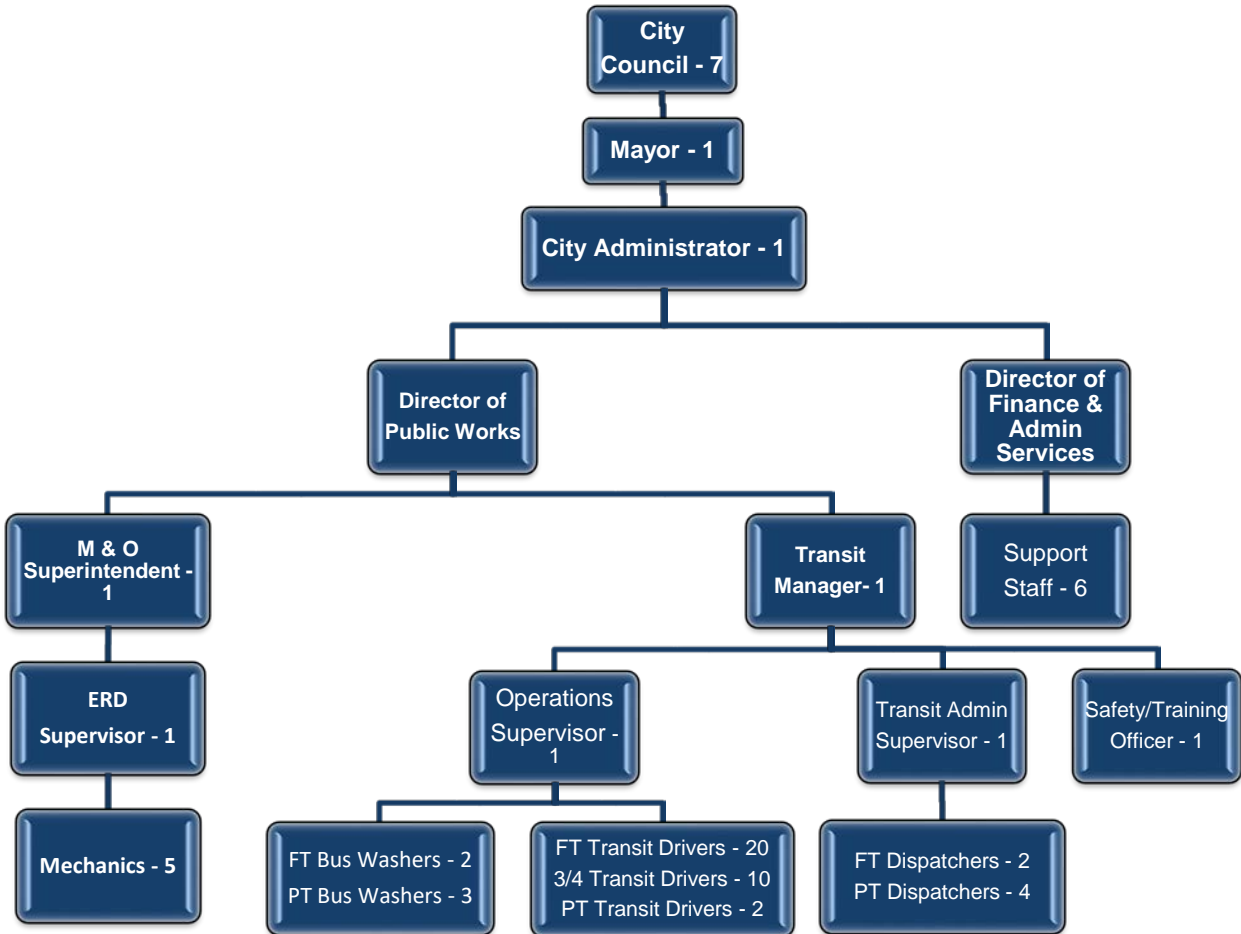 City
Council - 7
Mayor - 1
City Administrator - 1
Director of
Public Works
Director of
Finance &
Admin
Services
M & O
Superintendent -
1
Transit
Manager- 1
Support
Staff - 6
ERD
Supervisor - 1
Operations
Supervisor -
1
Transit Admin
Supervisor - 1
Safety/Training
Officer - 1
Mechanics - 5
FT Bus Washers - 2
PT Bus Washers - 3
FT Transit Drivers - 20
3/4 Transit Drivers - 10
PT Transit Drivers - 2
FT Dispatchers - 2
PT Dispatchers - 4